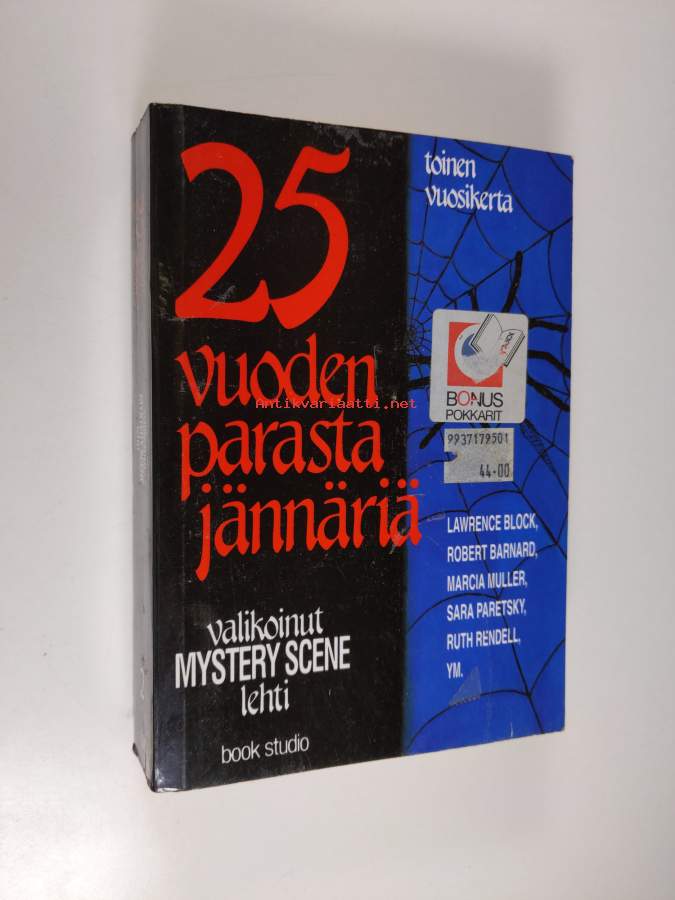 25
vuoden
parasta
jännäriä
valikoinut
MYSTERY SCENE
lehti
book studio
toinen
vuosikerta
BONUS
POKKARIT
9937179501
44-00
LAWRENCE BLOCK,
ROBERT BARNARD,
MARCIA MULLER,
SARA PARETSKY,
RUTH RENDELL,
YM.
Antikvariaatti.net